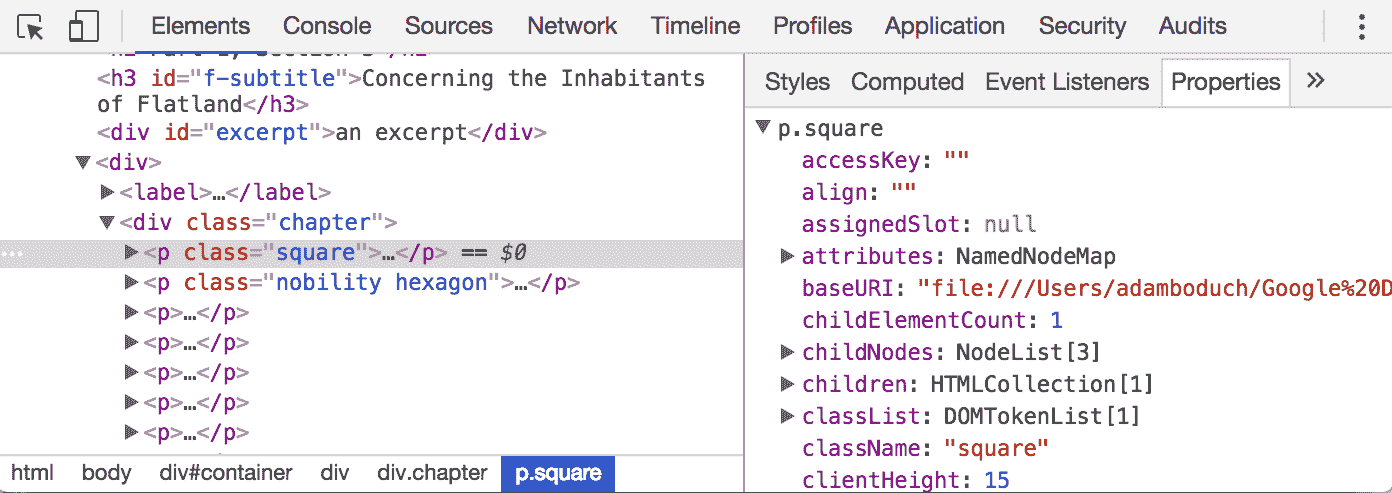 Elements Console Sources Network Timeline Profiles Application Security Audits
<h3 id="f-subtitle">Concerning the Inhabitants
of Flatland</h3>
<div id="excerpt">an excerpt</div>
▼<div>
▶<label>…</label>
▼<div class="chapter">
… ▶<p class="square">…</p> == $0
▶<p class="nobility hexagon">…</p>
▶<p>…</p>
▶<p>…</p>
▶<p>…</p>
▶<p>…</p>
▶<p>…</p>
html body div#container div div.chapter p.square
Styles Computed Event Listeners Properties »
▼p.square
accessKey: ""
align: ""
assignedSlot: null
▶attributes: NamedNodeMap
baseURI: "file:///Users/adamboduch/Google%20D
childElementCount: 1
▶childNodes: NodeList[3]
▶children: HTMLCollection[1]
▶classList: DOMTokenList[1]
className: "square"
clientHeight: 15